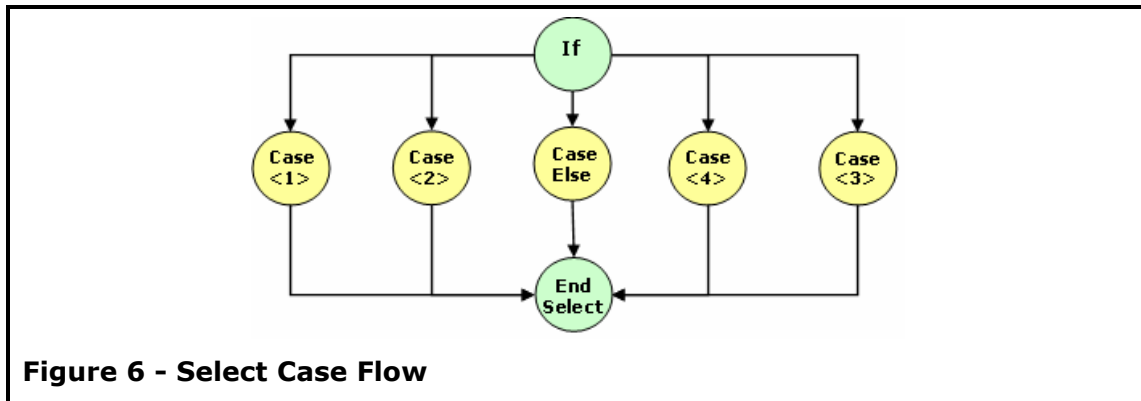 If
Case
<1>
Case
<2>
Case
Else
Case
<4>
Case
<3>
End
Select
Figure 6 - Select Case Flow